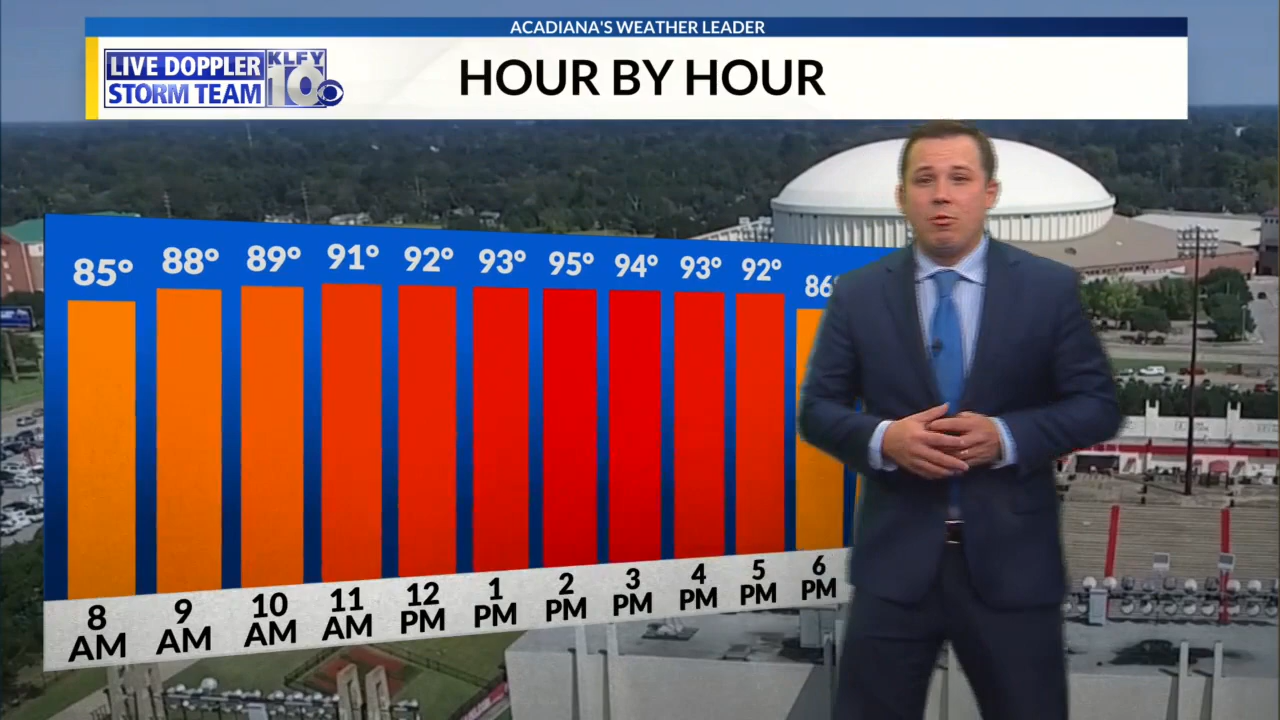 ACADIANA'S WEATHER LEADER
LIVE DOPPLER
STORM TEAM
KLFY
10
HOUR BY HOUR
85° 88° 89° 91° 92° 93° 95° 94° 93° 92° 86°
8 9 10 11 12 1 2 3 4 5 6
AM AM AM AM PM PM PM PM PM PM PM